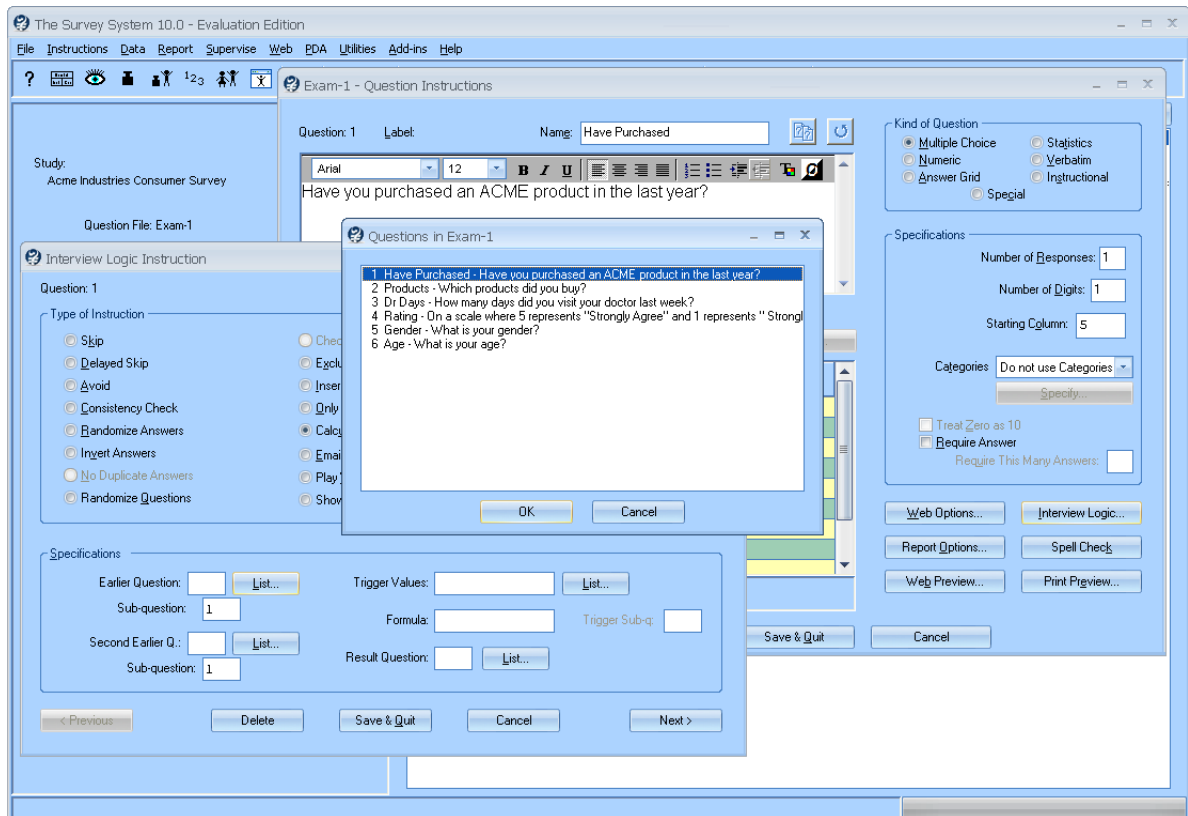 The Survey System 10.0 - Evaluation Edition
File Instructions Data Report Supervise Web PDA Utilities Add-ins Help
Exam-1 - Question Instructions
Question: 1 Label: Name: Have Purchased
Arial 12 B I U
Have you purchased an ACME product in the last year?
Study:
Acme Industries Consumer Survey
Question File: Exam-1
Kind of Question
Multiple Choice Statistics
Numeric Verbatim
Answer Grid Instructional
Special
Specifications
Number of Responses: 1
Number of Digits: 1
Starting Column: 5
Categories Do not use Categories
Specify...
Treat Zero as 10
Require Answer
Require This Many Answers:
Web Options... Interview Logic...
Report Options... Spell Check
Web Preview... Print Preview...
Save & Quit Cancel
Questions in Exam-1
1 Have Purchased - Have you purchased an ACME product in the last year?
2 Products - Which products did you buy?
3 Dr Days - How many days did you visit your doctor last week?
4 Rating - On a scale where 5 represents "Strongly Agree" and 1 represents " Strongl
5 Gender - What is your gender?
6 Age - What is your age?
OK Cancel
Interview Logic Instruction
Question: 1
Type of Instruction
Skip Chec
Delayed Skip Exclu
Avoid Inser
Consistency Check Only
Randomize Answers Calcu
Invert Answers Emai
No Duplicate Answers Play
Randomize Questions Show
Specifications
Earlier Question: List... Trigger Values: List...
Sub-question: 1 Formula: Trigger Sub-q:
Second Earlier Q.: List... Result Question: List...
Sub-question: 1
< Previous Delete Save & Quit Cancel Next >